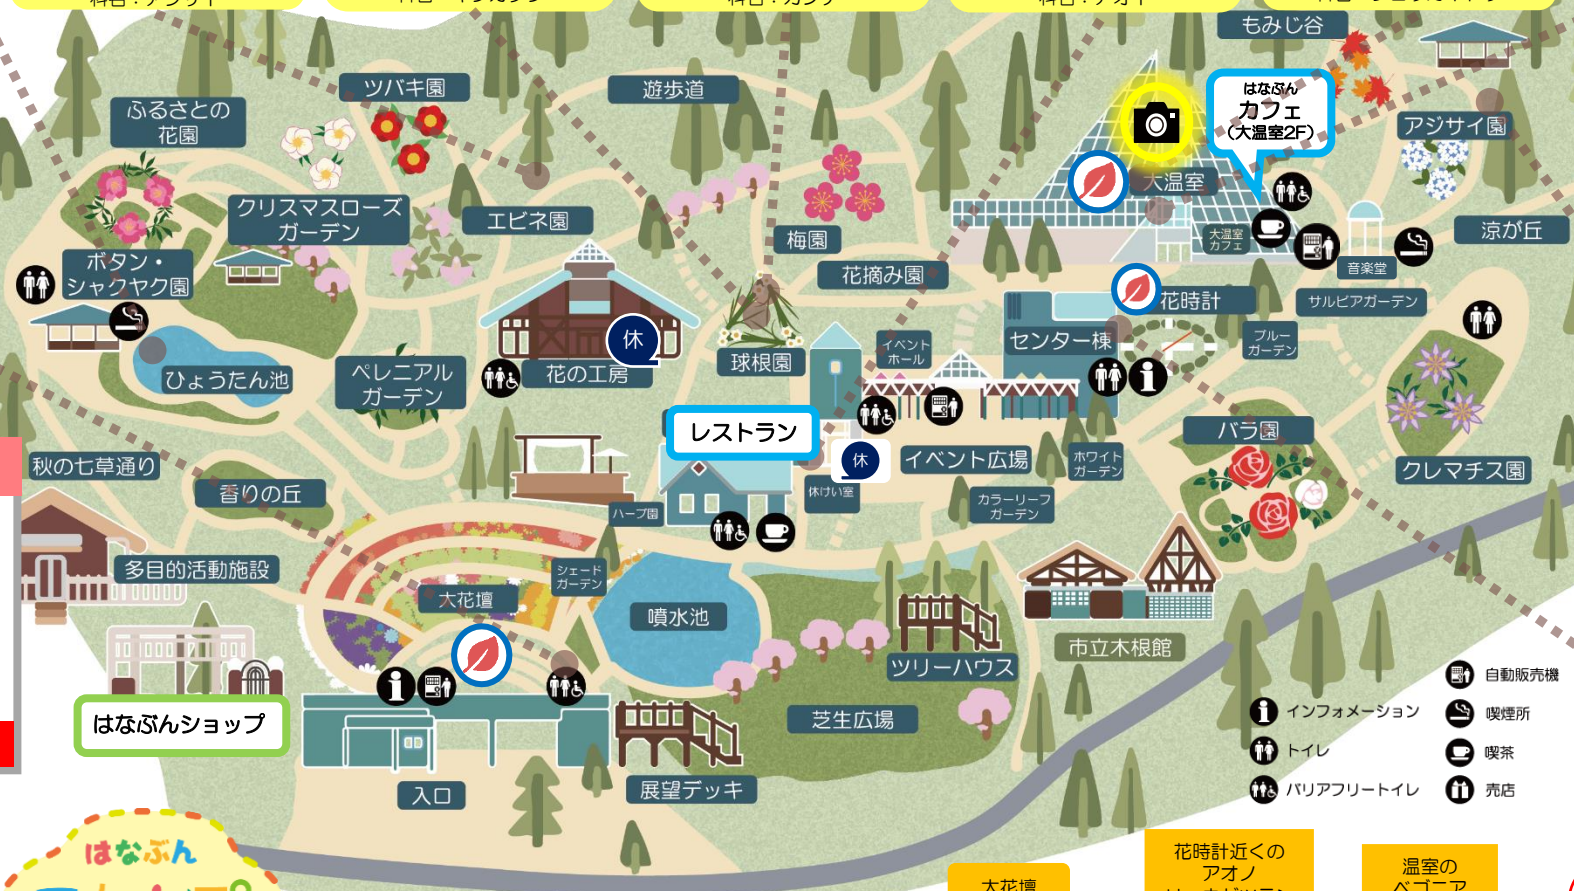 もみじ谷
ツバキ園
遊歩道
はなぶん
カフェ
(大温室2F)
ふるさとの
花園
アジサイ園
大温室
クリスマスローズ
ガーデン
エビネ園
梅園
大温室
カフェ
涼が丘
ボタン・
シャクヤク園
花摘み園
音楽堂
花時計
サルビアガーデン
休
センター棟
イベント
ホール
ブルー
ガーデン
球根園
花の工房
ひょうたん池
ペレニアル
ガーデン
レストラン
バラ園
休
イベント広場
ホワイト
ガーデン
クレマチス園
秋の七草通り
香りの丘
休けい室
カラーリーフ
ガーデン
ハーブ園
多目的活動施設
シェード
ガーデン
大花壇
噴水池
市立木根館
ツリーハウス
はなぶんショップ
芝生広場
展望デッキ
入口
インフォメーション
トイレ
バリアフリートイレ
自動販売機
喫煙所
喫茶
売店
はなぶん
大花壇
花時計近くの
アオノ
温室の
ベゴニア